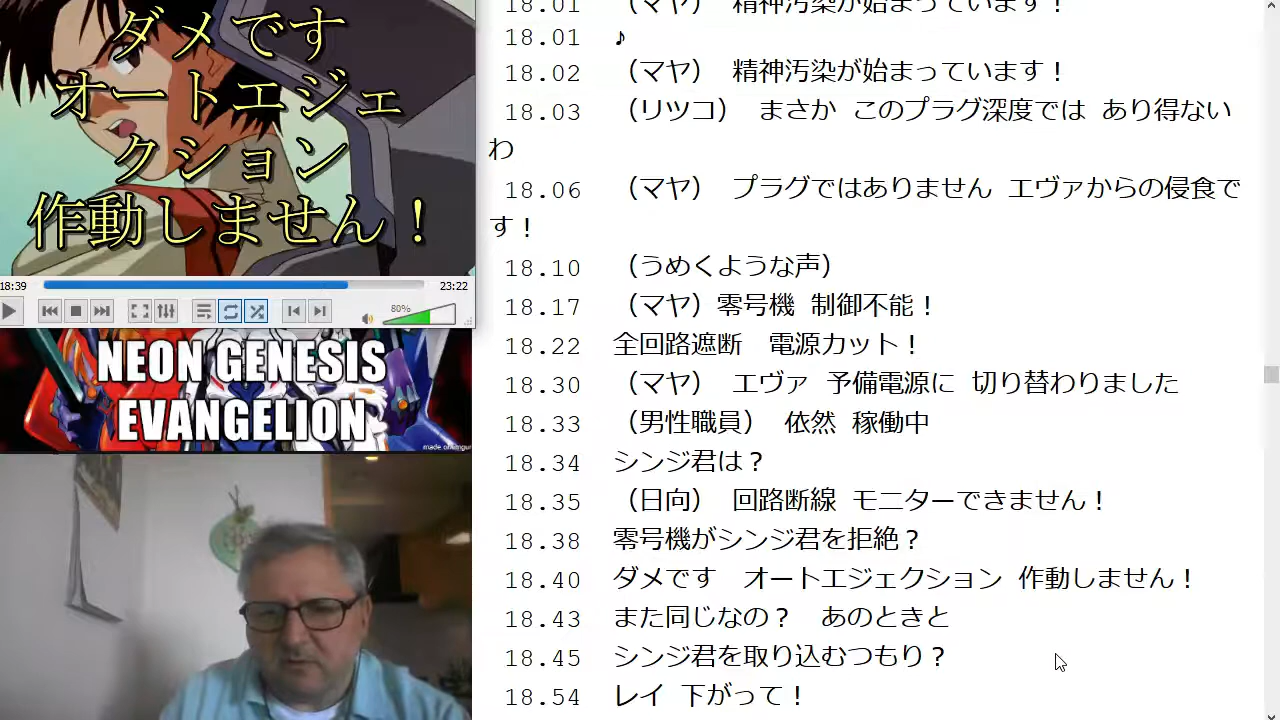 ダメです
オートエジェ
クション
作動しません！
18:39
23:22
80%
NEON GENESIS
EVANGELION
18.01 （マヤ） 精神汚染が始まっています！
18.01 ♪
18.02 （マヤ） 精神汚染が始まっています！
18.03 （リツコ） まさか このプラグ深度では あり得ない
わ
18.06 （マヤ） プラグではありません エヴァからの侵食で
す！
18.10 （うめくような声）
18.17 （マヤ）零号機 制御不能！
18.22 全回路遮断 電源カット！
18.30 （マヤ） エヴァ 予備電源に 切り替わりました
18.33 （男性職員） 依然 稼働中
18.34 シンジ君は？
18.35 （日向） 回路断線 モニターできません！
18.38 零号機がシンジ君を拒絶？
18.40 ダメです オートエジェクション 作動しません！
18.43 また同じなの？ あのときと
18.45 シンジ君を取り込むつもり？
18.54 レイ 下がって！